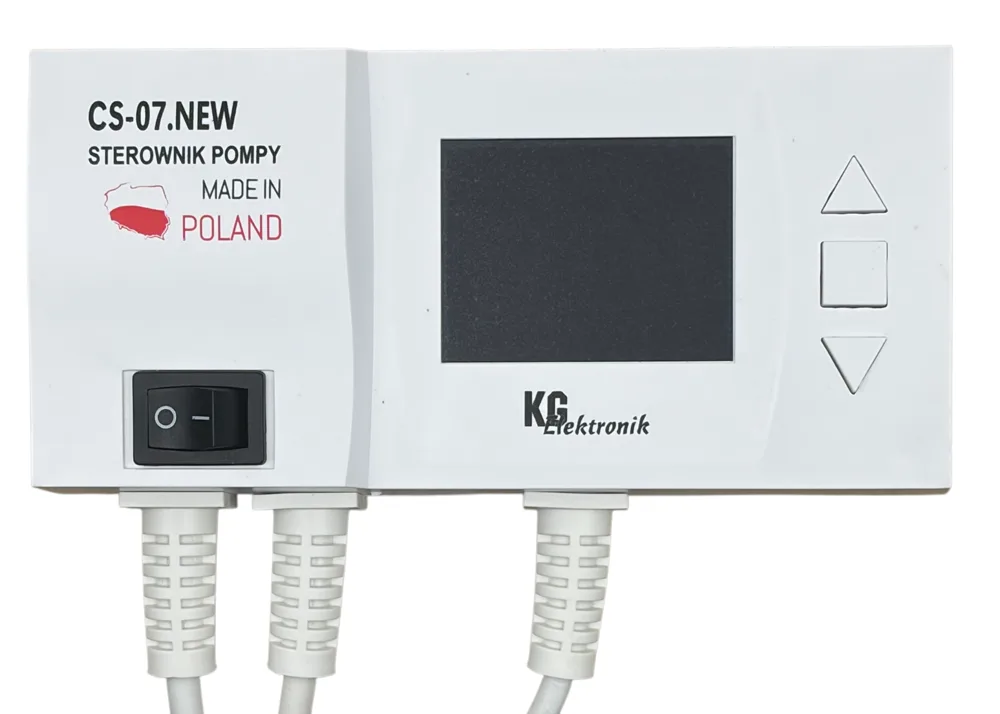 CS-07.NEW
STEROWNIK POMPY
MADE IN
POLAND
KG
Elektronik